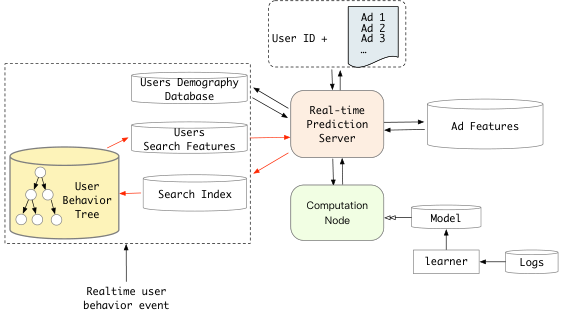 User ID +
Ad 1
Ad 2
Ad 3
…
Users Demography
Database
Real-time
Prediction
Server
Ad Features
Users
Search Features
User
Behavior
Tree
Search Index
Computation
Node
Model
learner
Logs
Realtime user
behavior event